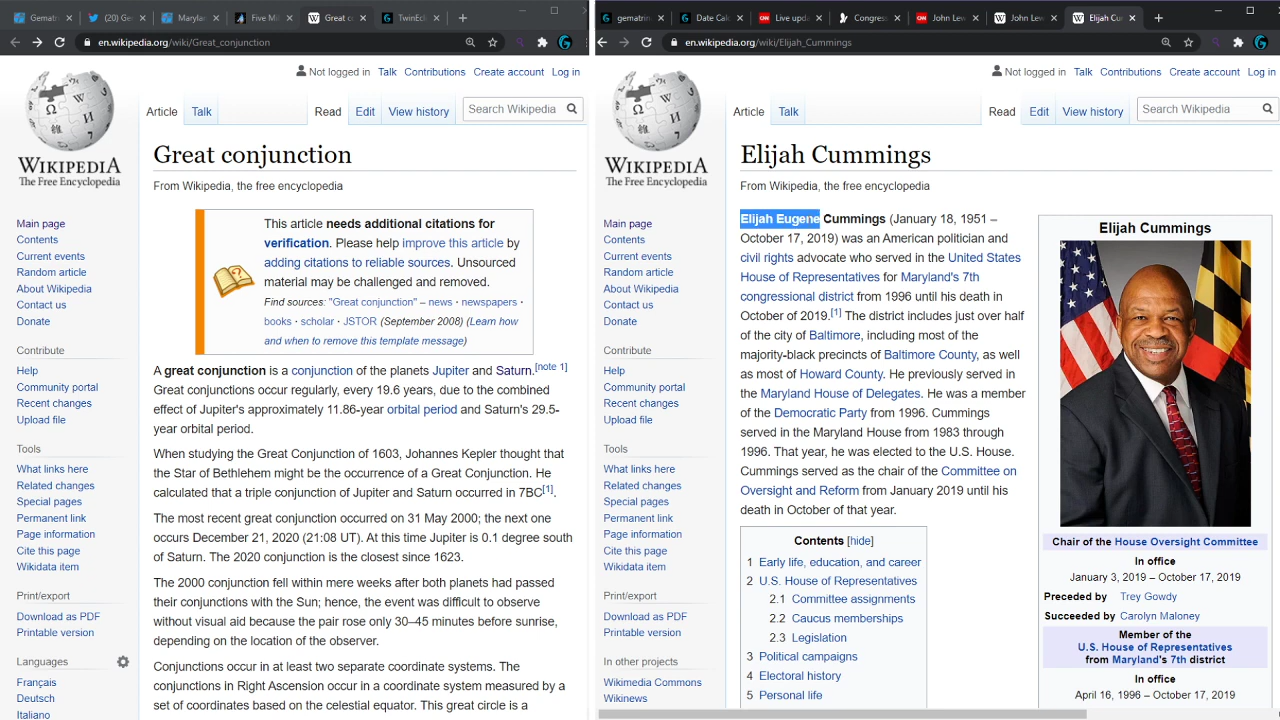 Gematr
(20) Ge
Marylan
Five Mi
Great co
TwinEcl
en.wikipedia.org/wiki/Great_conjunction
WIKIPEDIA
The Free Encyclopedia
Main page
Contents
Current events
Random article
About Wikipedia
Contact us
Donate
Contribute
Help
Community portal
Recent changes
Upload file
Tools
What links here
Related changes
Special pages
Permanent link
Page information
Cite this page
Wikidata item
Print/export
Download as PDF
Printable version
Languages
Français
Deutsch
Italiano
Not logged in Talk Contributions Create account Log in
Article Talk Read Edit View history Search Wikipedia
Great conjunction
From Wikipedia, the free encyclopedia
This article needs additional citations for
verification. Please help improve this article by
adding citations to reliable sources. Unsourced
material may be challenged and removed.
Find sources: "Great conjunction" – news · newspapers ·
books · scholar · JSTOR (September 2008) (Learn how
and when to remove this template message)
A great conjunction is a conjunction of the planets Jupiter and Saturn.[note 1]
Great conjunctions occur regularly, every 19.6 years, due to the combined
effect of Jupiter's approximately 11.86-year orbital period and Saturn's 29.5-
year orbital period.
When studying the Great Conjunction of 1603, Johannes Kepler thought that
the Star of Bethlehem might be the occurrence of a Great Conjunction. He
calculated that a triple conjunction of Jupiter and Saturn occurred in 7BC[1].
The most recent great conjunction occurred on 31 May 2000; the next one
occurs December 21, 2020 (21:08 UT). At this time Jupiter is 0.1 degree south
of Saturn. The 2020 conjunction is the closest since 1623.
The 2000 conjunction fell within mere weeks after both planets had passed
their conjunctions with the Sun; hence, the event was difficult to observe
without visual aid because the pair rose only 30–45 minutes before sunrise,
depending on the location of the observer.
Conjunctions occur in at least two separate coordinate systems. The
conjunctions in Right Ascension occur in a coordinate system measured by a
set of coordinates based on the celestial equator. This great circle is a
gematrin
Date Calc
Live upda
Congress
John Lew
John Lew
Elijah Cu
en.wikipedia.org/wiki/Elijah_Cummings
WIKIPEDIA
The Free Encyclopedia
Main page
Contents
Current events
Random article
About Wikipedia
Contact us
Donate
Contribute
Help
Community portal
Recent changes
Upload file
Tools
What links here
Related changes
Special pages
Permanent link
Page information
Cite this page
Wikidata item
Print/export
Download as PDF
Printable version
In other projects
Wikimedia Commons
Wikinews
Not logged in Talk Contributions Create account Log in
Article Talk Read Edit View history Search Wikipedia
Elijah Cummings
From Wikipedia, the free encyclopedia
Elijah Eugene Cummings (January 18, 1951 –
October 17, 2019) was an American politician and
civil rights advocate who served in the United States
House of Representatives for Maryland's 7th
congressional district from 1996 until his death in
October of 2019.[1] The district includes just over half
of the city of Baltimore, including most of the
majority-black precincts of Baltimore County, as well
as most of Howard County. He previously served in
the Maryland House of Delegates. He was a member
of the Democratic Party from 1996. Cummings
served in the Maryland House from 1983 through
1996. That year, he was elected to the U.S. House.
Cummings served as the chair of the Committee on
Oversight and Reform from January 2019 until his
death in October of that year.
Contents [hide]
1 Early life, education, and career
2 U.S. House of Representatives
2.1 Committee assignments
2.2 Caucus memberships
2.3 Legislation
3 Political campaigns
4 Electoral history
5 Personal life
Elijah Cummings
Chair of the House Oversight Committee
In office
January 3, 2019 – October 17, 2019
Preceded by Trey Gowdy
Succeeded by Carolyn Maloney
Member of the
U.S. House of Representatives
from Maryland's 7th district
In office
April 16, 1996 – October 17, 2019